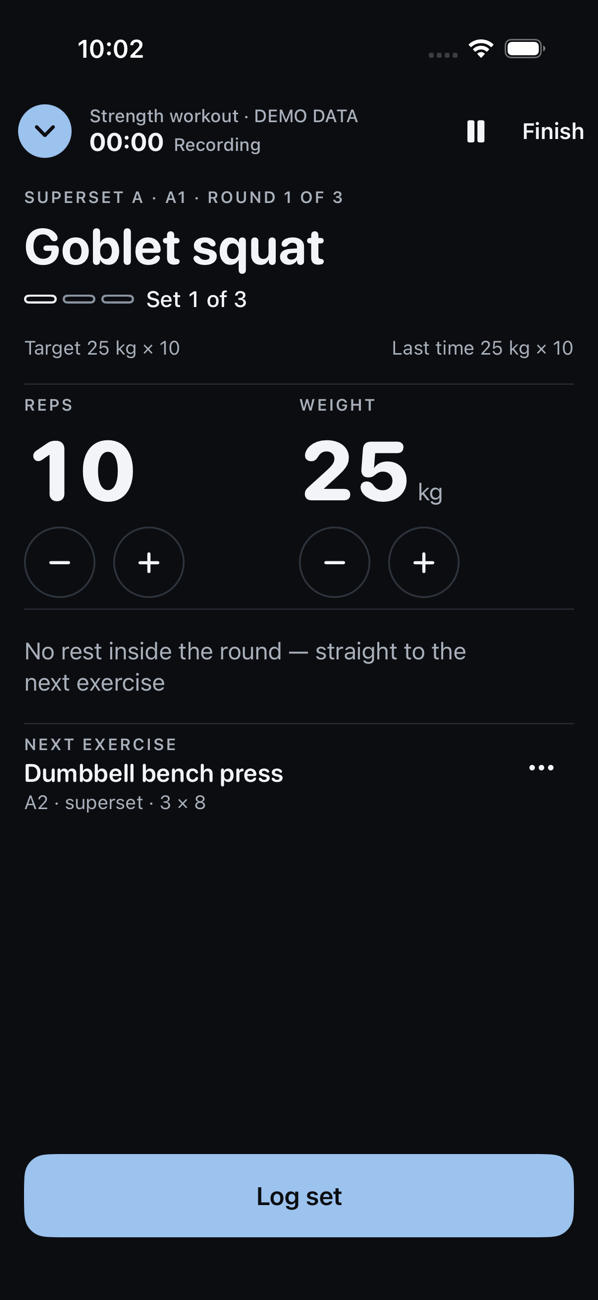 10:02
Strength workout · DEMO DATA
00:00 Recording
Finish
SUPERSET A · A1 · ROUND 1 OF 3
Goblet squat
Set 1 of 3
Target 25 kg × 10
Last time 25 kg × 10
REPS
WEIGHT
10
25 kg
No rest inside the round — straight to the
next exercise
NEXT EXERCISE
Dumbbell bench press
A2 · superset · 3 × 8
Log set